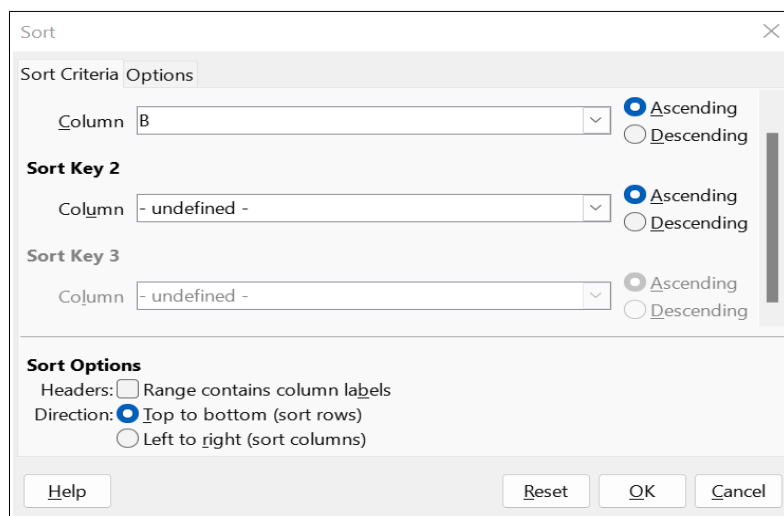 Sort
Sort Criteria Options
Column B Ascending
Descending
Sort Key 2
Column - undefined - Ascending
Descending
Sort Key 3
Column - undefined - Ascending
Descending
Sort Options
Headers: Range contains column labels
Direction: Top to bottom (sort rows)
Left to right (sort columns)
Help Reset OK Cancel